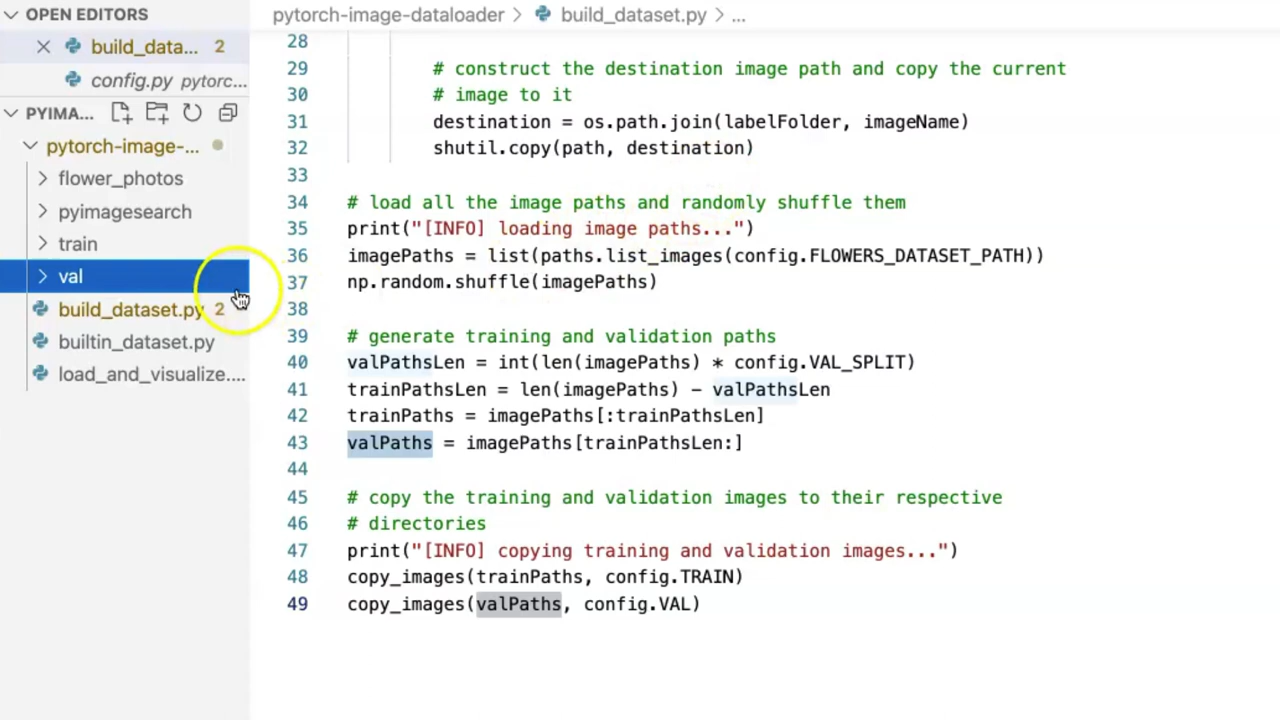 OPEN EDITORS
build_data... 2
config.py pytorc...
PYIMA...
pytorch-image-...
flower_photos
pyimagesearch
train
val
build_dataset.py 2
builtin_dataset.py
load_and_visualize....
pytorch-image-dataloader > build_dataset.py > ...
28
29 # construct the destination image path and copy the current
30 # image to it
31 destination = os.path.join(labelFolder, imageName)
32 shutil.copy(path, destination)
33
34 # load all the image paths and randomly shuffle them
35 print("[INFO] loading image paths...")
36 imagePaths = list(paths.list_images(config.FLOWERS_DATASET_PATH))
37 np.random.shuffle(imagePaths)
38
39 # generate training and validation paths
40 valPathsLen = int(len(imagePaths) * config.VAL_SPLIT)
41 trainPathsLen = len(imagePaths) - valPathsLen
42 trainPaths = imagePaths[:trainPathsLen]
43 valPaths = imagePaths[trainPathsLen:]
44
45 # copy the training and validation images to their respective
46 # directories
47 print("[INFO] copying training and validation images...")
48 copy_images(trainPaths, config.TRAIN)
49 copy_images(valPaths, config.VAL)